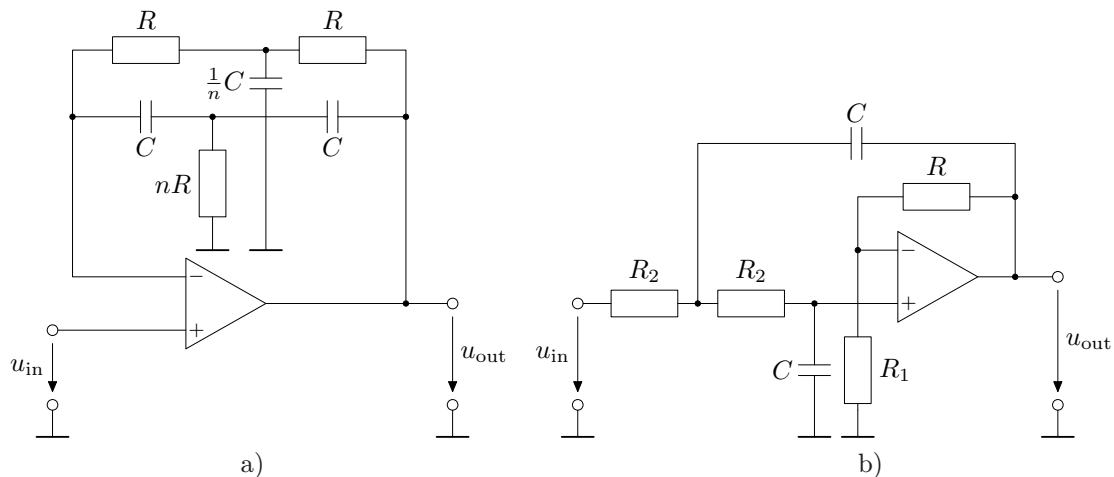 R
R
1/n C
C
C
nR
−
+
u_in
u_out
a)
C
R
R_2
R_2
−
+
u_in
C
R_1
u_out
b)